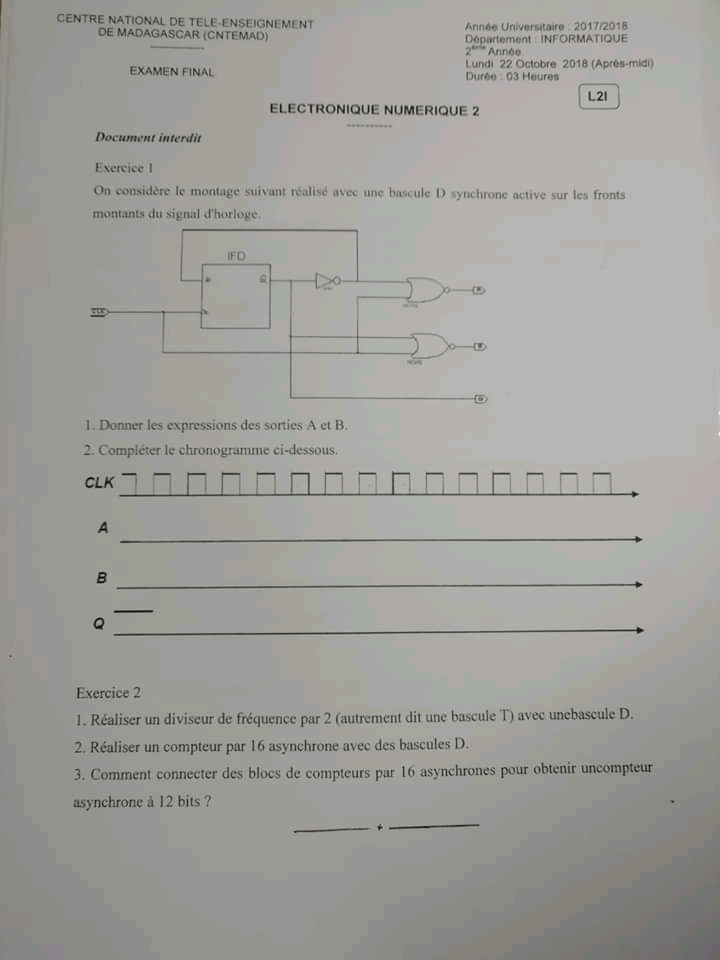 CENTRE NATIONAL DE TELE-ENSEIGNEMENT
DE MADAGASCAR (CNTEMAD)
EXAMEN FINAL
Année Universitaire : 2017/2018
Département : INFORMATIQUE
2ème Année
Lundi 22 Octobre 2018 (Après-midi)
Durée : 03 Heures
L2I
ELECTRONIQUE NUMERIQUE 2
Document interdit
Exercice 1
On considère le montage suivant réalisé avec une bascule D synchrone active sur les fronts
montants du signal d'horloge.
IFD
CLK
1. Donner les expressions des sorties A et B.
2. Compléter le chronogramme ci-dessous.
CLK
A
B
Q
Exercice 2
1. Réaliser un diviseur de fréquence par 2 (autrement dit une bascule T) avec unebascule D.
2. Réaliser un compteur par 16 asynchrone avec des bascules D.
3. Comment connecter des blocs de compteurs par 16 asynchrones pour obtenir uncompteur
asynchrone à 12 bits ?